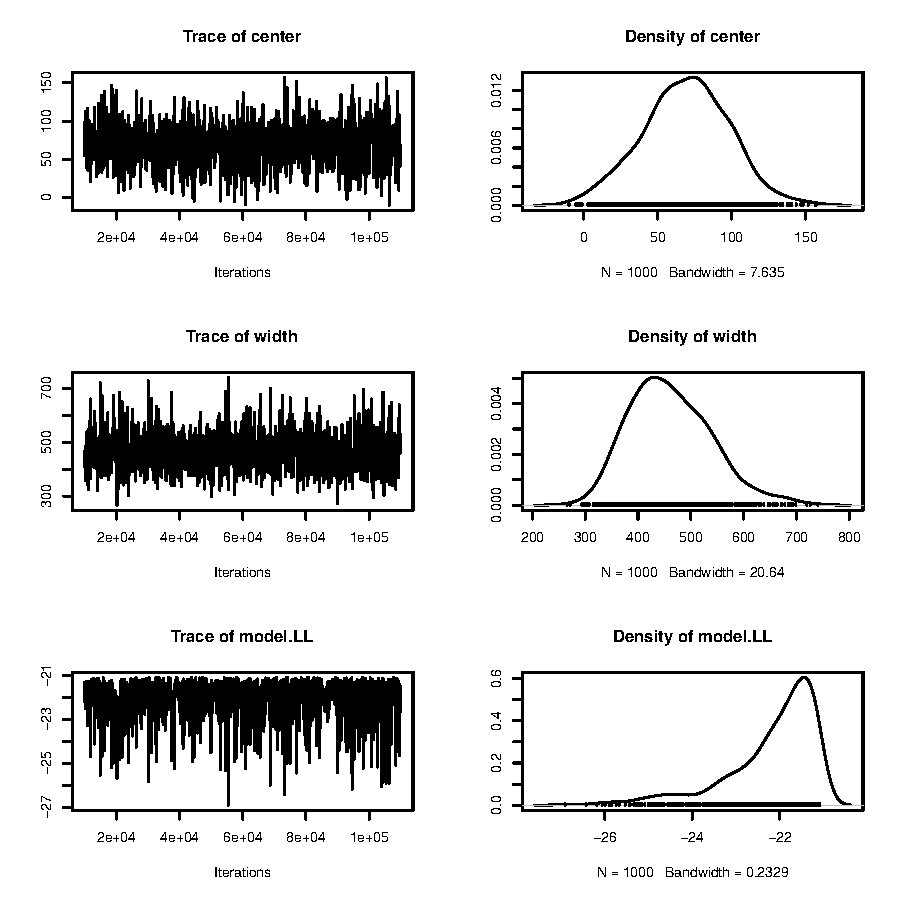 Trace of center
150
100
50
0
2e+04 4e+04 6e+04 8e+04 1e+05
Iterations
Density of center
0.012
0.006
0.000
0 50 100 150
N = 1000 Bandwidth = 7.635
Trace of width
700
500
300
2e+04 4e+04 6e+04 8e+04 1e+05
Iterations
Density of width
0.004
0.002
0.000
200 300 400 500 600 700 800
N = 1000 Bandwidth = 20.64
Trace of model.LL
−21
−23
−25
−27
2e+04 4e+04 6e+04 8e+04 1e+05
Iterations
Density of model.LL
0.6
0.4
0.2
0.0
−26 −24 −22
N = 1000 Bandwidth = 0.2329